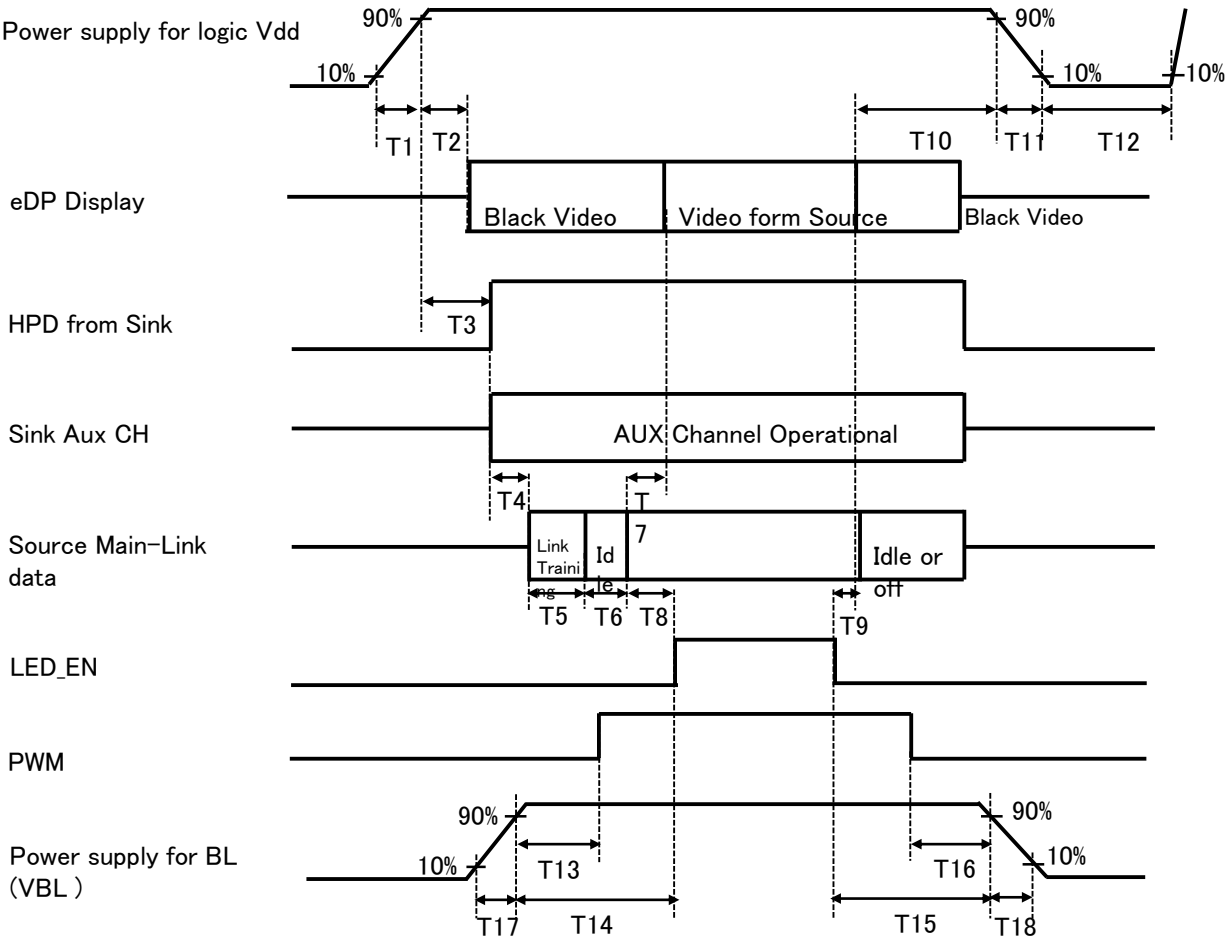 Power supply for logic Vdd
90%
90%
10%
10%
10%
T1
T2
T10
T11
T12
eDP Display
Black Video
Video form Source
Black Video
HPD from Sink
T3
Sink Aux CH
AUX Channel Operational
T4
T
7
Source Main-Link
data
Link
Traini
ng
Id
le
Idle or
off
T5
T6
T8
T9
LED_EN
PWM
90%
90%
Power supply for BL
(VBL )
10%
10%
T13
T16
T17
T14
T15
T18